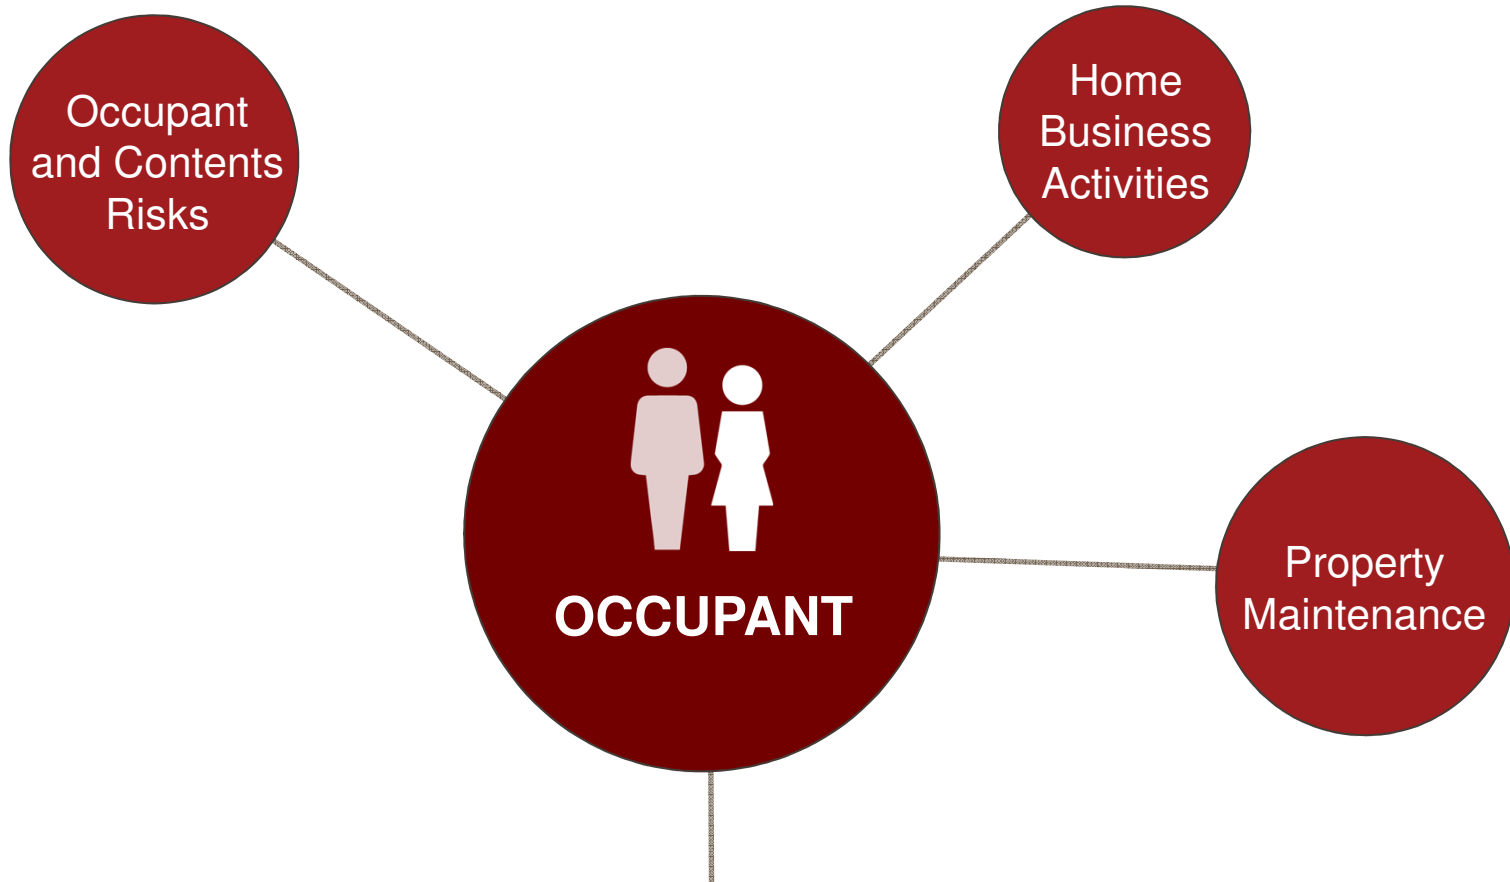 Occupant
and Contents
Risks
Home
Business
Activities
OCCUPANT
Property
Maintenance